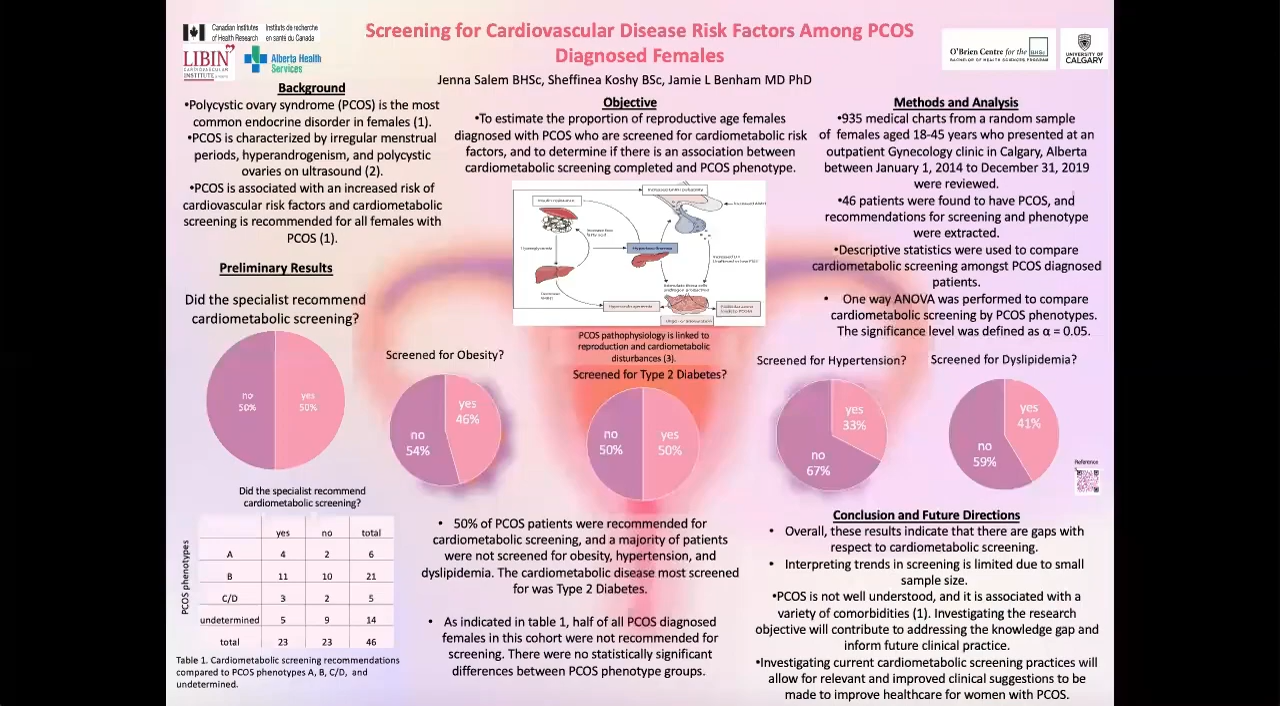 Canadian Institutes of Health Research
Instituts de recherche en santé du Canada
LIBIN
CARDIOVASCULAR
INSTITUTE
Alberta Health
Services
Screening for Cardiovascular Disease Risk Factors Among PCOS
Diagnosed Females
O'Brien Centre for the BHSc
BACHELOR OF HEALTH SCIENCES PROGRAM
UNIVERSITY OF
CALGARY
Jenna Salem BHSc, Sheffinea Koshy BSc, Jamie L Benham MD PhD
Background
•Polycystic ovary syndrome (PCOS) is the most
common endocrine disorder in females (1).
•PCOS is characterized by irregular menstrual
periods, hyperandrogenism, and polycystic
ovaries on ultrasound (2).
•PCOS is associated with an increased risk of
cardiovascular risk factors and cardiometabolic
screening is recommended for all females with
PCOS (1).
Objective
•To estimate the proportion of reproductive age females
diagnosed with PCOS who are screened for cardiometabolic risk
factors, and to determine if there is an association between
cardiometabolic screening completed and PCOS phenotype.
PCOS pathophysiology is linked to
reproduction and cardiometabolic
disturbances (3).
Methods and Analysis
•935 medical charts from a random sample
of females aged 18-45 years who presented at an
outpatient Gynecology clinic in Calgary, Alberta
between January 1, 2014 to December 31, 2019
were reviewed.
•46 patients were found to have PCOS, and
recommendations for screening and phenotype
were extracted.
•Descriptive statistics were used to compare
cardiometabolic screening amongst PCOS diagnosed
patients.
• One way ANOVA was performed to compare
cardiometabolic screening by PCOS phenotypes.
The significance level was defined as α = 0.05.
Preliminary Results
Did the specialist recommend
cardiometabolic screening?
no
50%
yes
50%
Screened for Obesity?
yes
46%
no
54%
Screened for Type 2 Diabetes?
no
50%
yes
50%
Screened for Hypertension?
yes
33%
no
67%
Screened for Dyslipidemia?
yes
41%
no
59%
Reference
Did the specialist recommend
cardiometabolic screening?
PCOS phenotypes
yes no total
A 4 2 6
B 11 10 21
C/D 3 2 5
undetermined 5 9 14
total 23 23 46
Table 1. Cardiometabolic screening recommendations
compared to PCOS phenotypes A, B, C/D, and
undetermined.
• 50% of PCOS patients were recommended for
cardiometabolic screening, and a majority of patients
were not screened for obesity, hypertension, and
dyslipidemia. The cardiometabolic disease most screened
for was Type 2 Diabetes.
• As indicated in table 1, half of all PCOS diagnosed
females in this cohort were not recommended for
screening. There were no statistically significant
differences between PCOS phenotype groups.
Conclusion and Future Directions
• Overall, these results indicate that there are gaps with
respect to cardiometabolic screening.
• Interpreting trends in screening is limited due to small
sample size.
•PCOS is not well understood, and it is associated with a
variety of comorbidities (1). Investigating the research
objective will contribute to addressing the knowledge gap and
inform future clinical practice.
•Investigating current cardiometabolic screening practices will
allow for relevant and improved clinical suggestions to be
made to improve healthcare for women with PCOS.